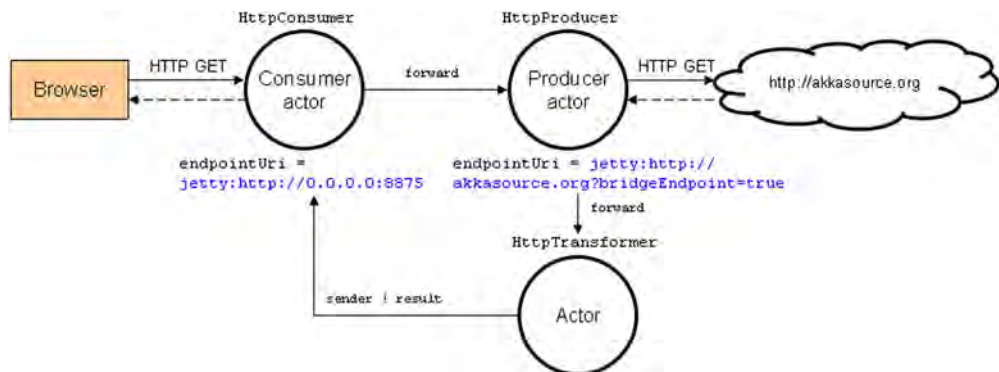 HttpConsumer
HttpProducer
Browser
HTTP GET
Consumer
actor
forward
Producer
actor
HTTP GET
http://akkasource.org
endpointUri =
jetty:http://0.0.0.0:8875
endpointUri = jetty:http://
akkasource.org?bridgeEndpoint=true
forward
HttpTransformer
sender ! result
Actor